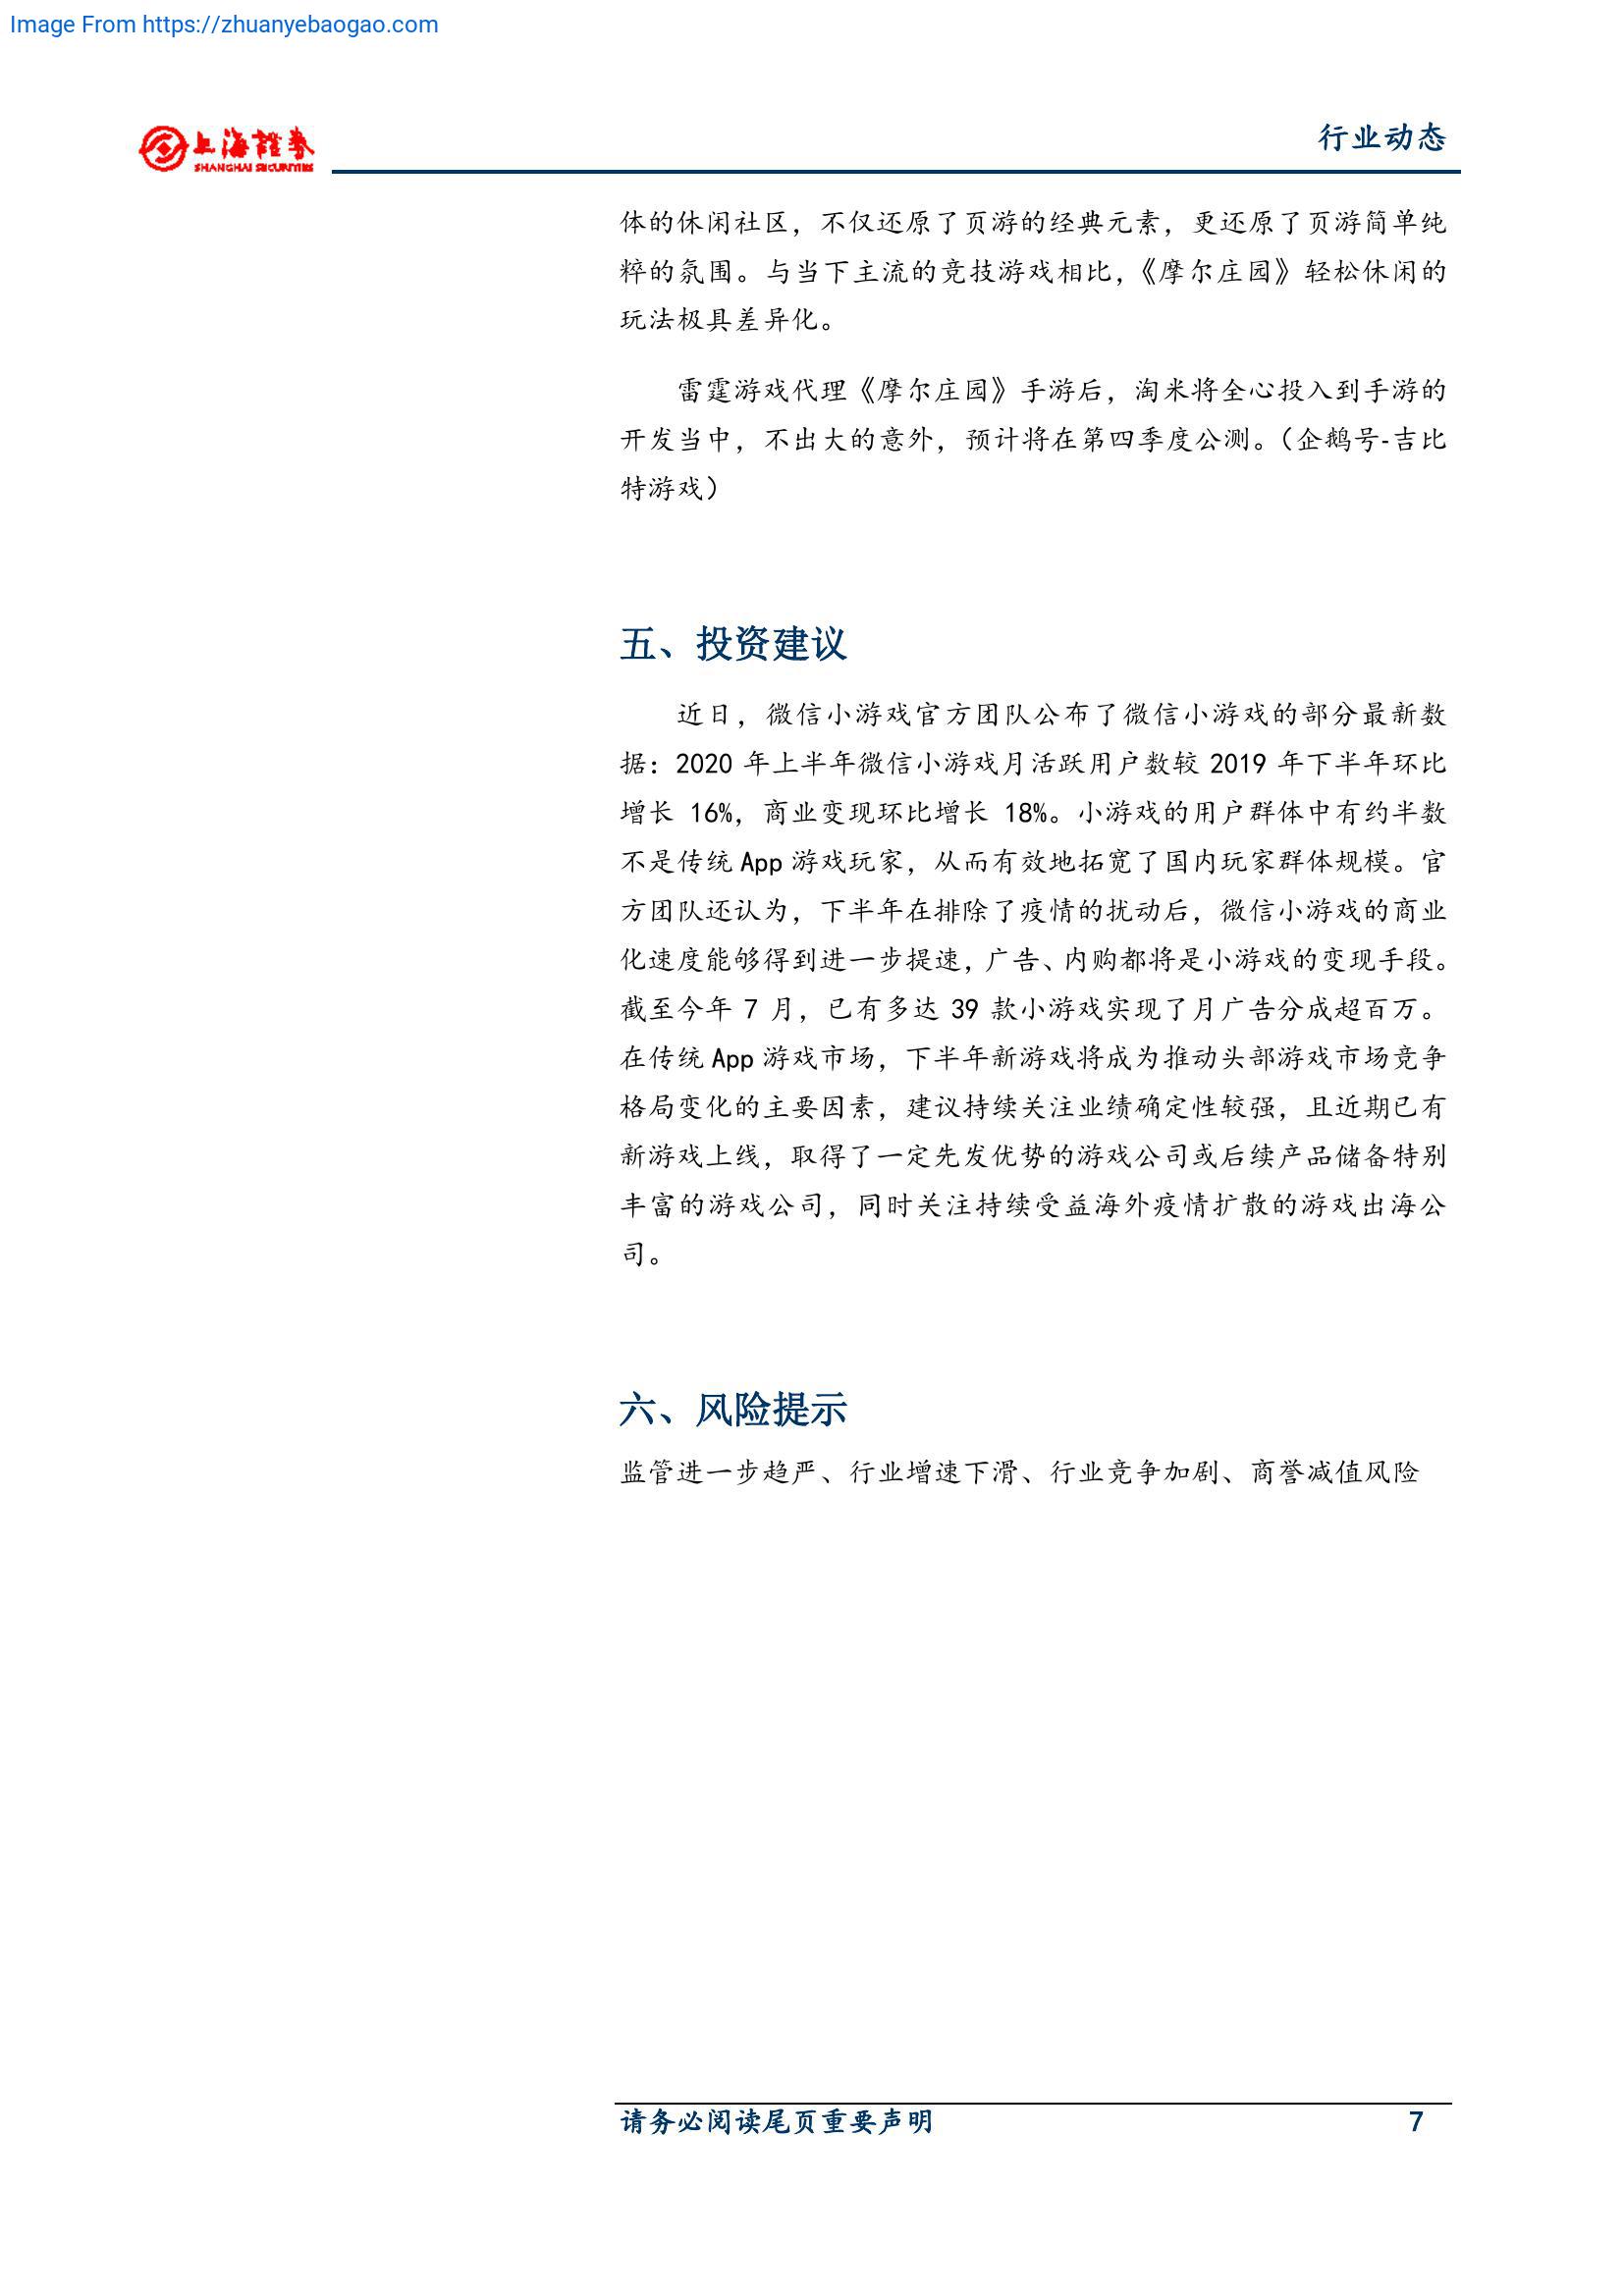 Image From https://zhuanyebaogao.com
上海證券
SHANGHAI SECURITIES
行业动态
体的休闲社区，不仅还原了页游的经典元素，更还原了页游简单纯
粹的氛围。与当下主流的竞技游戏相比，《摩尔庄园》轻松休闲的
玩法极具差异化。
雷霆游戏代理《摩尔庄园》手游后，淘米将全心投入到手游的
开发当中，不出大的意外，预计将在第四季度公测。（企鹅号-吉比
特游戏）
五、投资建议
近日，微信小游戏官方团队公布了微信小游戏的部分最新数
据：2020 年上半年微信小游戏月活跃用户数较 2019 年下半年环比
增长 16%，商业变现环比增长 18%。小游戏的用户群体中有约半数
不是传统 App 游戏玩家，从而有效地拓宽了国内玩家群体规模。官
方团队还认为，下半年在排除了疫情的扰动后，微信小游戏的商业
化速度能够得到进一步提速，广告、内购都将是小游戏的变现手段。
截至今年 7 月，已有多达 39 款小游戏实现了月广告分成超百万。
在传统 App 游戏市场，下半年新游戏将成为推动头部游戏市场竞争
格局变化的主要因素，建议持续关注业绩确定性较强，且近期已有
新游戏上线，取得了一定先发优势的游戏公司或后续产品储备特别
丰富的游戏公司，同时关注持续受益海外疫情扩散的游戏出海公
司。
六、风险提示
监管进一步趋严、行业增速下滑、行业竞争加剧、商誉减值风险
请务必阅读尾页重要声明 7